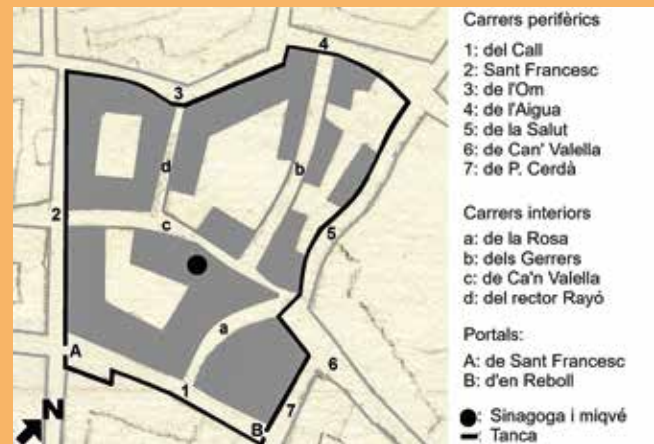 4
3
d
b
2
c
5
a
A
6
1
7
B
N
Carrers perifèrics
1: del Call
2: Sant Francesc
3: de l'Om
4: de l'Aigua
5: de la Salut
6: de Can' Valella
7: de P. Cerdà
Carrers interiors
a: de la Rosa
b: dels Gerrers
c: de Ca'n Valella
d: del rector Rayó
Portals:
A: de Sant Francesc
B: d'en Reboll
: Sinagoga i miqvé
: Tanca